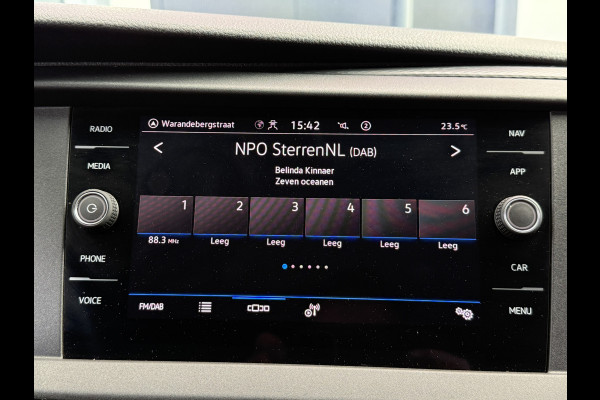 RADIO
MEDIA
PHONE
VOICE
Warandebergstraat 15:42 2 23.5°C
< NPO SterrenNL (DAB) >
Belinda Kinnaer
Zeven oceanen
1 2 3 4 5 6
88.3 MHz Leeg Leeg Leeg Leeg Leeg
FM/DAB
NAV
APP
CAR
MENU